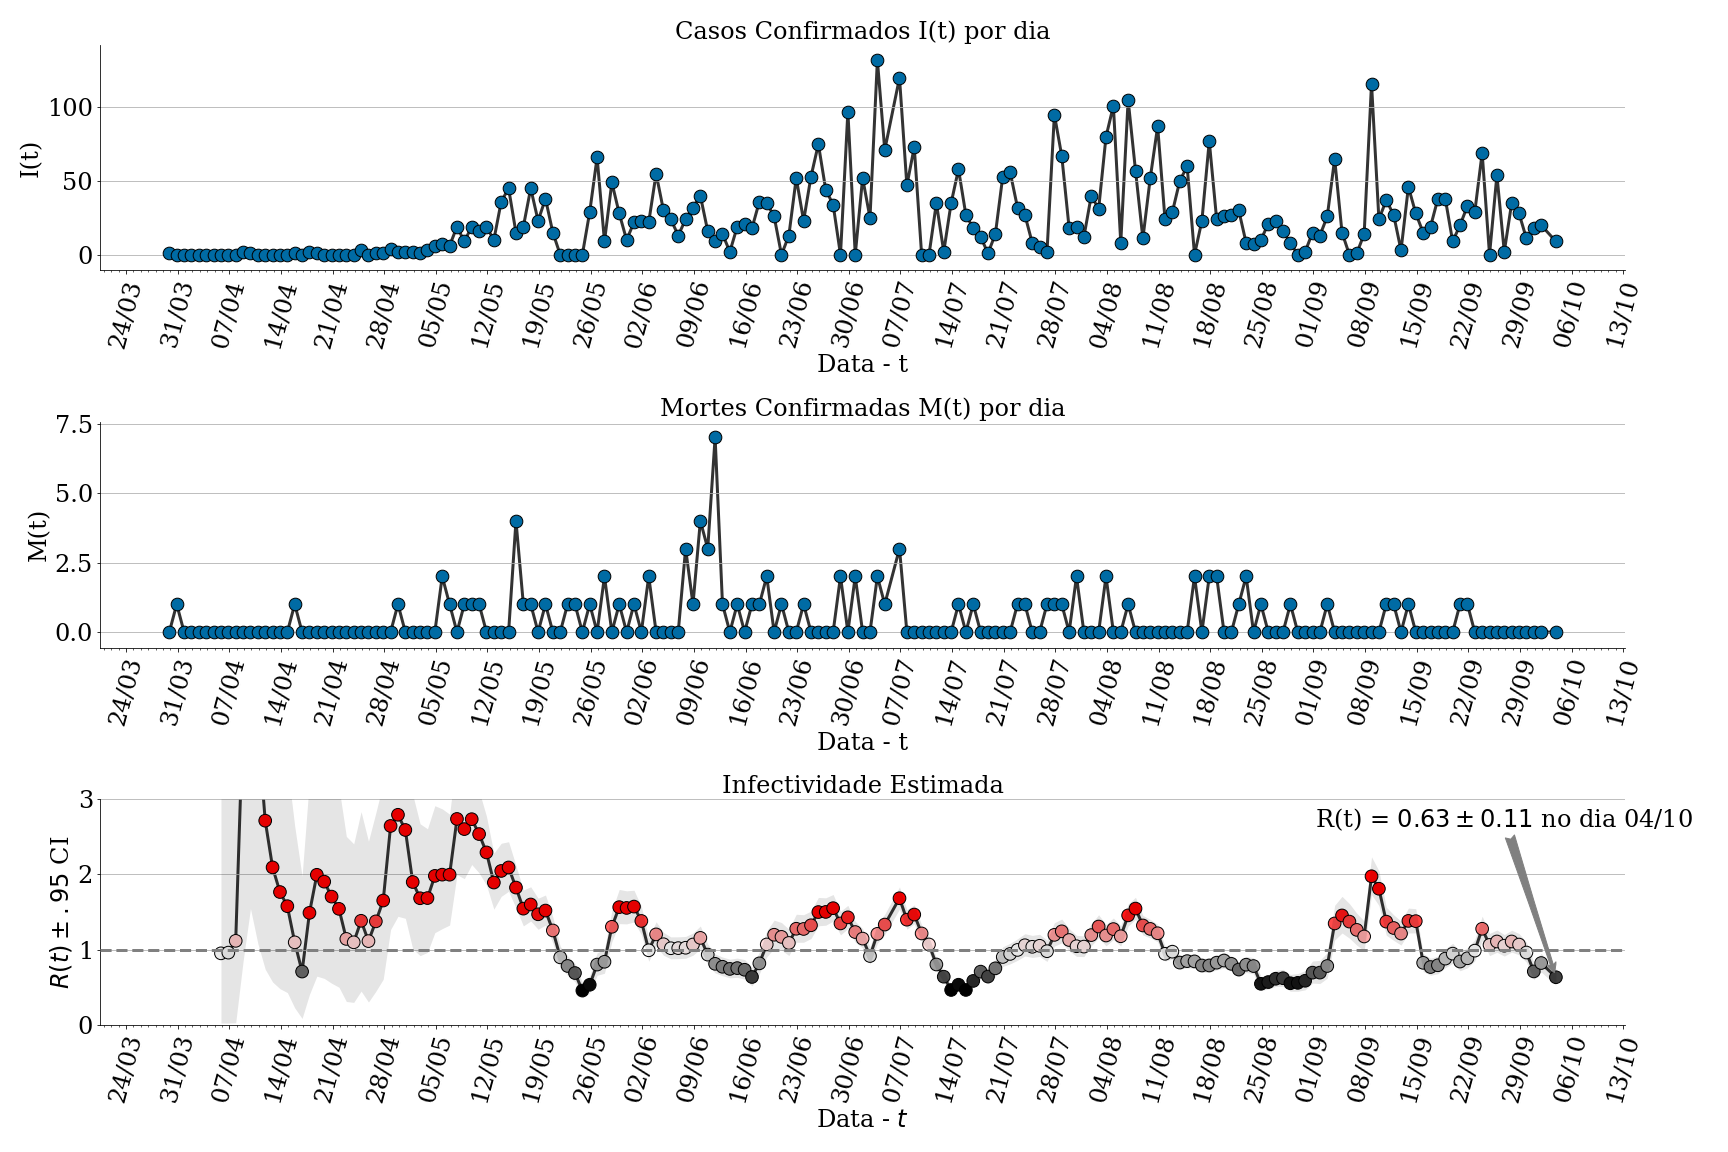 Casos Confirmados I(t) por dia
I(t)
100
50
0
24/03 31/03 07/04 14/04 21/04 28/04 05/05 12/05 19/05 26/05 02/06 09/06 16/06 23/06 30/06 07/07 14/07 21/07 28/07 04/08 11/08 18/08 25/08 01/09 08/09 15/09 22/09 29/09 06/10 13/10
Data - t
Mortes Confirmadas M(t) por dia
M(t)
7.5
5.0
2.5
0.0
24/03 31/03 07/04 14/04 21/04 28/04 05/05 12/05 19/05 26/05 02/06 09/06 16/06 23/06 30/06 07/07 14/07 21/07 28/07 04/08 11/08 18/08 25/08 01/09 08/09 15/09 22/09 29/09 06/10 13/10
Data - t
Infectividade Estimada
R(t) ± .95 CI
3
R(t) = 0.63 ± 0.11 no dia 04/10
2
1
0
24/03 31/03 07/04 14/04 21/04 28/04 05/05 12/05 19/05 26/05 02/06 09/06 16/06 23/06 30/06 07/07 14/07 21/07 28/07 04/08 11/08 18/08 25/08 01/09 08/09 15/09 22/09 29/09 06/10 13/10
Data - t